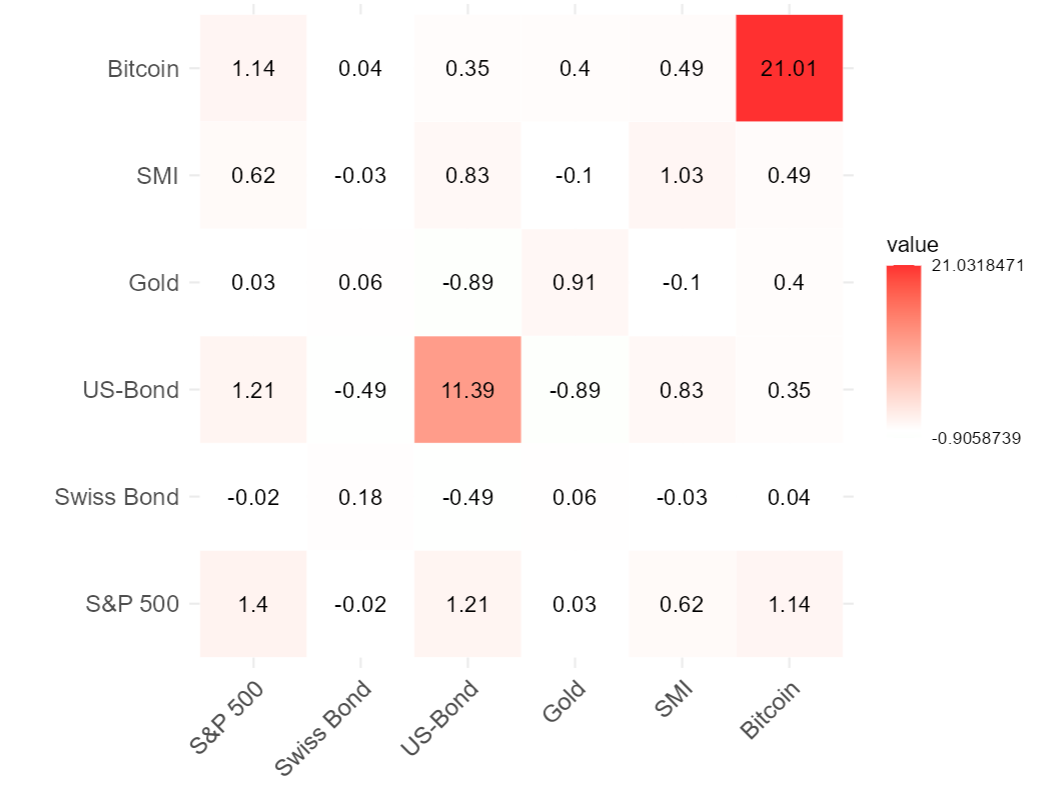 Bitcoin 1.14 0.04 0.35 0.4 0.49 21.01
SMI 0.62 -0.03 0.83 -0.1 1.03 0.49
Gold 0.03 0.06 -0.89 0.91 -0.1 0.4
US-Bond 1.21 -0.49 11.39 -0.89 0.83 0.35
Swiss Bond -0.02 0.18 -0.49 0.06 -0.03 0.04
S&P 500 1.4 -0.02 1.21 0.03 0.62 1.14
S&P 500 Swiss Bond US-Bond Gold SMI Bitcoin
value
21.0318471
-0.9058739